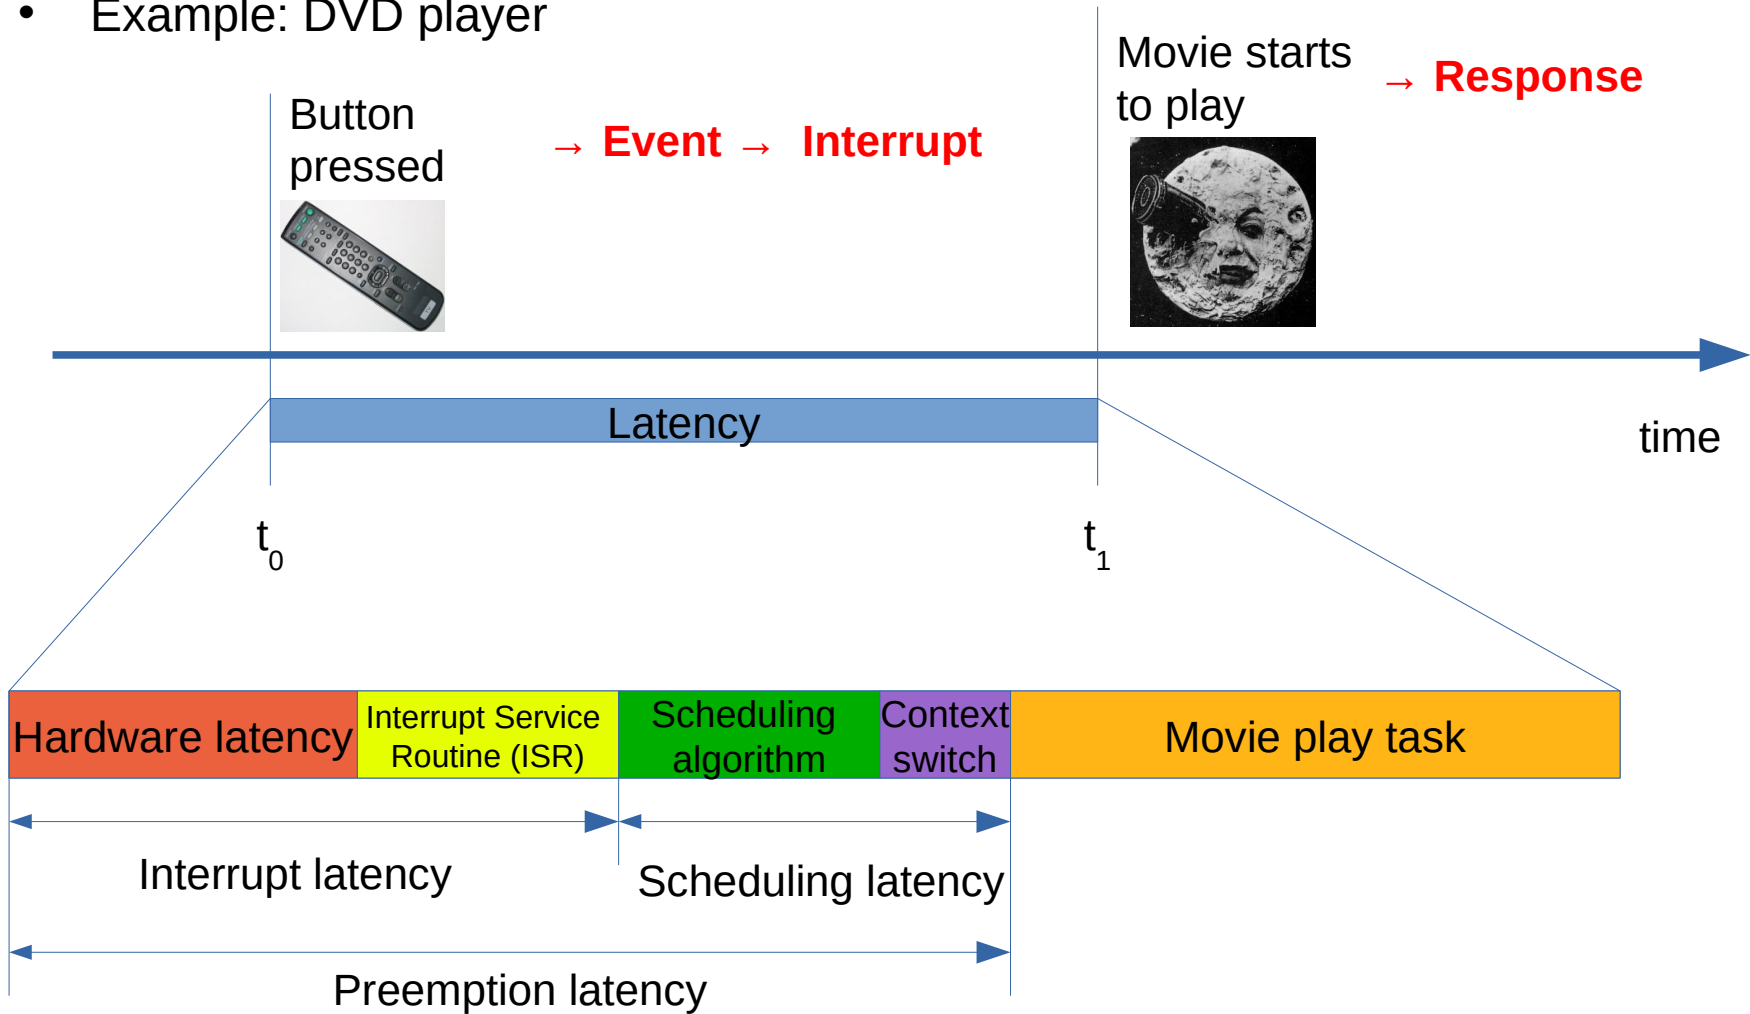 • Example: DVD player
Button
pressed
→ Event → Interrupt
Movie starts
to play
→ Response
Latency
time
t0
t1
Hardware latency
Interrupt Service
Routine (ISR)
Scheduling
algorithm
Context
switch
Movie play task
Interrupt latency
Scheduling latency
Preemption latency